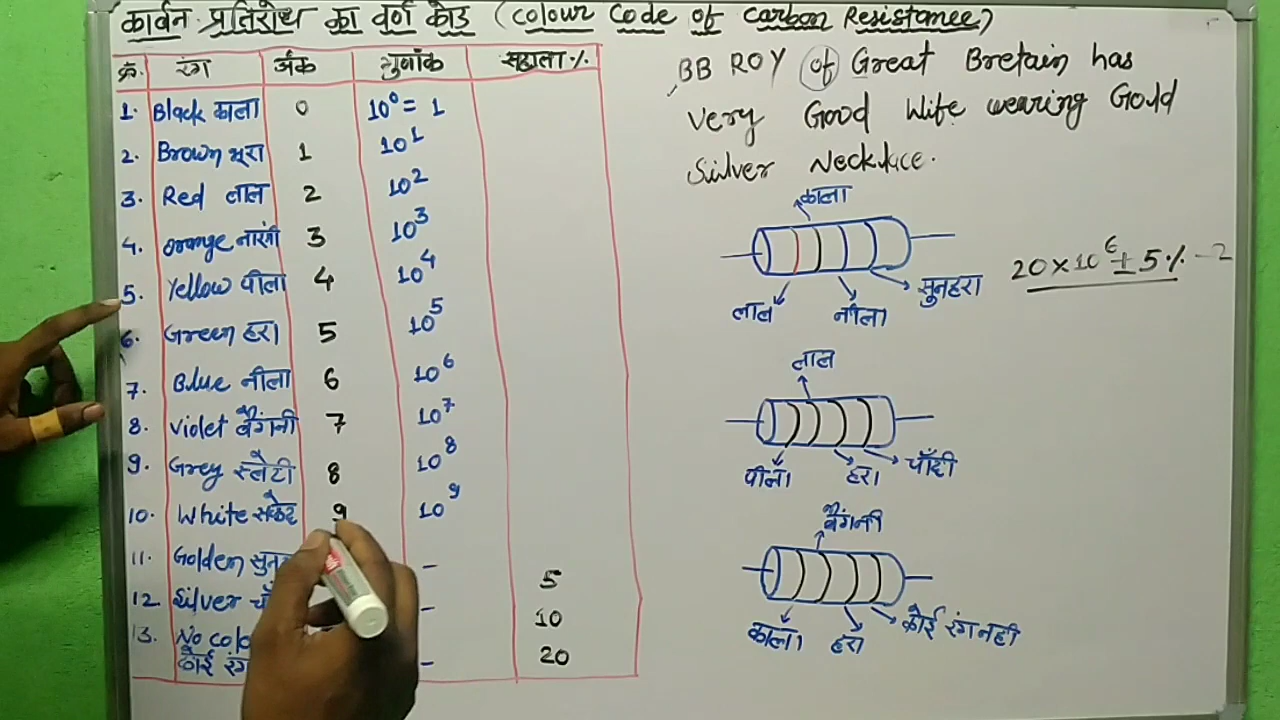 कार्वन प्रतिरोध का वर्ण कोड (Colour Code of Carbon Resistance)
क्र. रंग अंक गुणांक सह्यता %
1. Black काला 0 10⁰ = 1
2. Brown भूरा 1 10¹
3. Red लाल 2 10²
4. Orange नारंगी 3 10³
5. Yellow पीला 4 10⁴
6. Green हरा 5 10⁵
7. Blue नीला 6 10⁶
8. Violet बैंगनी 7 10⁷
9. Grey स्लेटी 8 10⁸
10. White सफेद 9 10⁹
11. Golden - 5
12. Silver - 10
13. No
कोई रंग - 20
BB ROY of Great Bretain has
Very Good Wife wearing Gold
Silver Necklace.
काला
लाल नीला सुनहरा
20 × 10⁶ ± 5 % Ω
लाल
पीला हरा चाँदी
बैंगनी
काला हरा कोई रंग नही